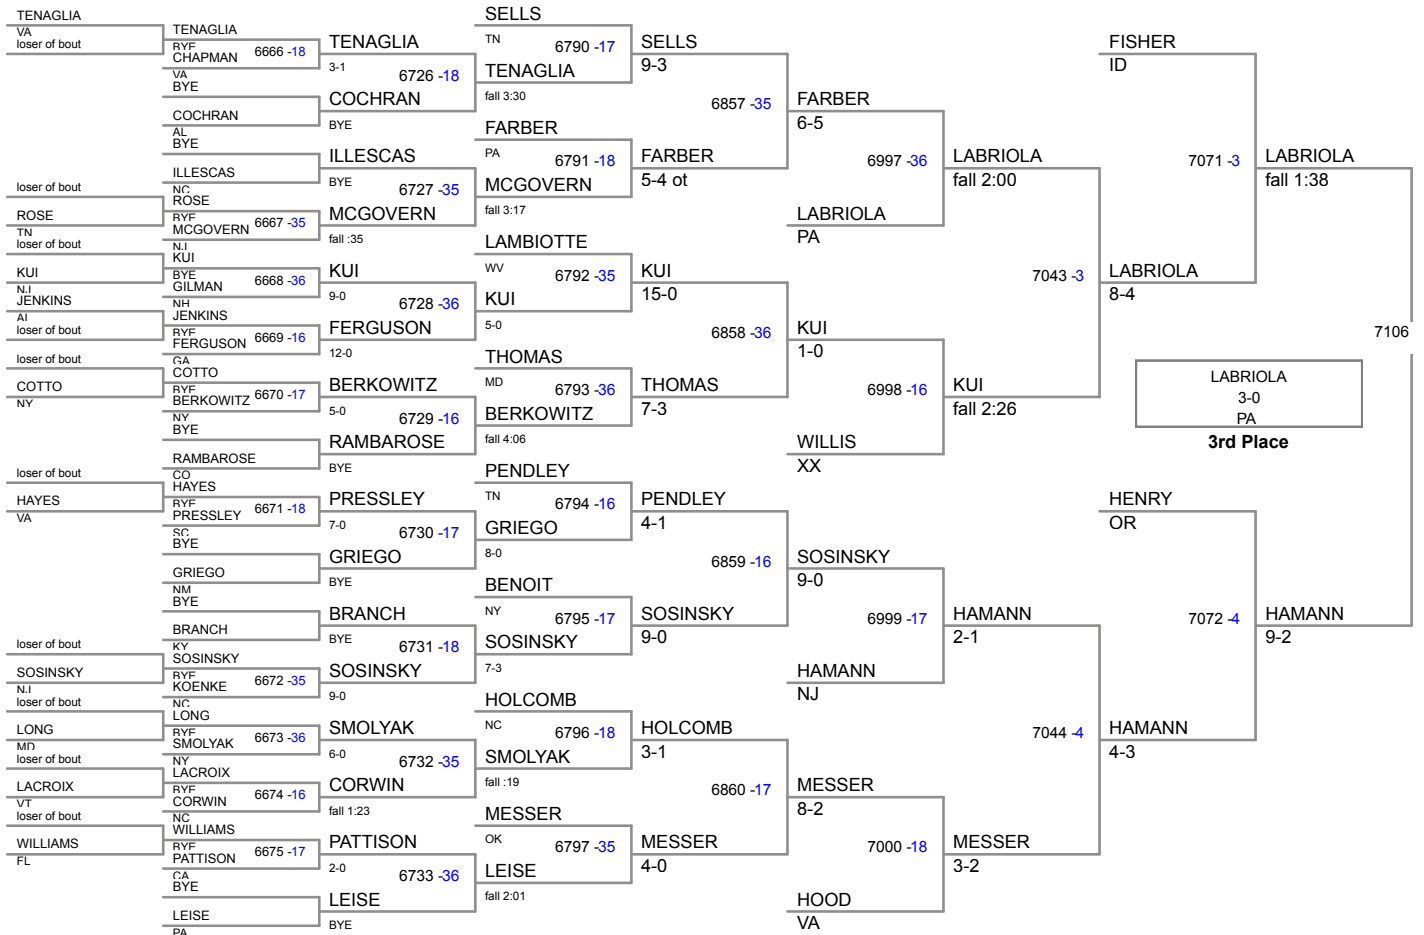 TENAGLIA
VA
loser of bout
loser of bout
ROSE
TN
loser of bout
KUI
NJ
JENKINS
AL
loser of bout
loser of bout
COTTO
NY
loser of bout
HAYES
VA
loser of bout
SOSINSKY
NJ
loser of bout
LONG
MD
loser of bout
LACROIX
VT
loser of bout
WILLIAMS
FL
TENAGLIA
BYE
CHAPMAN 6666 -18
VA
BYE
COCHRAN
AL
BYE
ILLESCAS
NC
ROSE
BYE
MCGOVERN 6667 -35
NJ
KUI
BYE
GILMAN 6668 -36
NH
JENKINS
BYE
FERGUSON 6669 -16
GA
COTTO
BYE
BERKOWITZ 6670 -17
NY
BYE
RAMBAROSE
CO
HAYES
BYE
PRESSLEY 6671 -18
SC
BYE
GRIEGO
NM
BYE
BRANCH
KY
SOSINSKY
BYE
KOENKE 6672 -35
NC
LONG
BYE
SMOLYAK 6673 -36
NY
LACROIX
BYE
CORWIN 6674 -16
NC
WILLIAMS
BYE
PATTISON 6675 -17
CA
BYE
LEISE
PA
TENAGLIA
3-1
6726 -18
COCHRAN
BYE
ILLESCAS
BYE
6727 -35
MCGOVERN
fall :35
KUI
9-0
6728 -36
FERGUSON
12-0
BERKOWITZ
5-0
6729 -16
RAMBAROSE
BYE
PRESSLEY
7-0
6730 -17
GRIEGO
BYE
BRANCH
BYE
6731 -18
SOSINSKY
9-0
SMOLYAK
6-0
6732 -35
CORWIN
fall 1:23
PATTISON
2-0
6733 -36
LEISE
BYE
SELLS
TN
6790 -17
TENAGLIA
fall 3:30
FARBER
PA
6791 -18
MCGOVERN
fall 3:17
LAMBIOTTE
WV
6792 -35
KUI
5-0
THOMAS
MD
6793 -36
BERKOWITZ
fall 4:06
PENDLEY
TN
6794 -16
GRIEGO
8-0
BENOIT
NY
6795 -17
SOSINSKY
7-3
HOLCOMB
NC
6796 -18
SMOLYAK
fall :19
MESSER
OK
6797 -35
LEISE
fall 2:01
SELLS
9-3
6857 -35
FARBER
5-4 ot
KUI
15-0
6858 -36
THOMAS
7-3
PENDLEY
4-1
6859 -16
SOSINSKY
9-0
HOLCOMB
3-1
6860 -17
MESSER
4-0
FARBER
6-5
6997 -36
LABRIOLA
PA
KUI
1-0
6998 -16
WILLIS
XX
SOSINSKY
9-0
6999 -17
HAMANN
NJ
MESSER
8-2
7000 -18
HOOD
VA
LABRIOLA
fall 2:00
7043 -3
KUI
fall 2:26
HAMANN
2-1
7044 -4
MESSER
3-2
FISHER
ID
7071 -3
LABRIOLA
8-4
HENRY
OR
7072 -4
HAMANN
4-3
LABRIOLA
fall 1:38
7106
HAMANN
9-2
LABRIOLA
3-0
PA
3rd Place